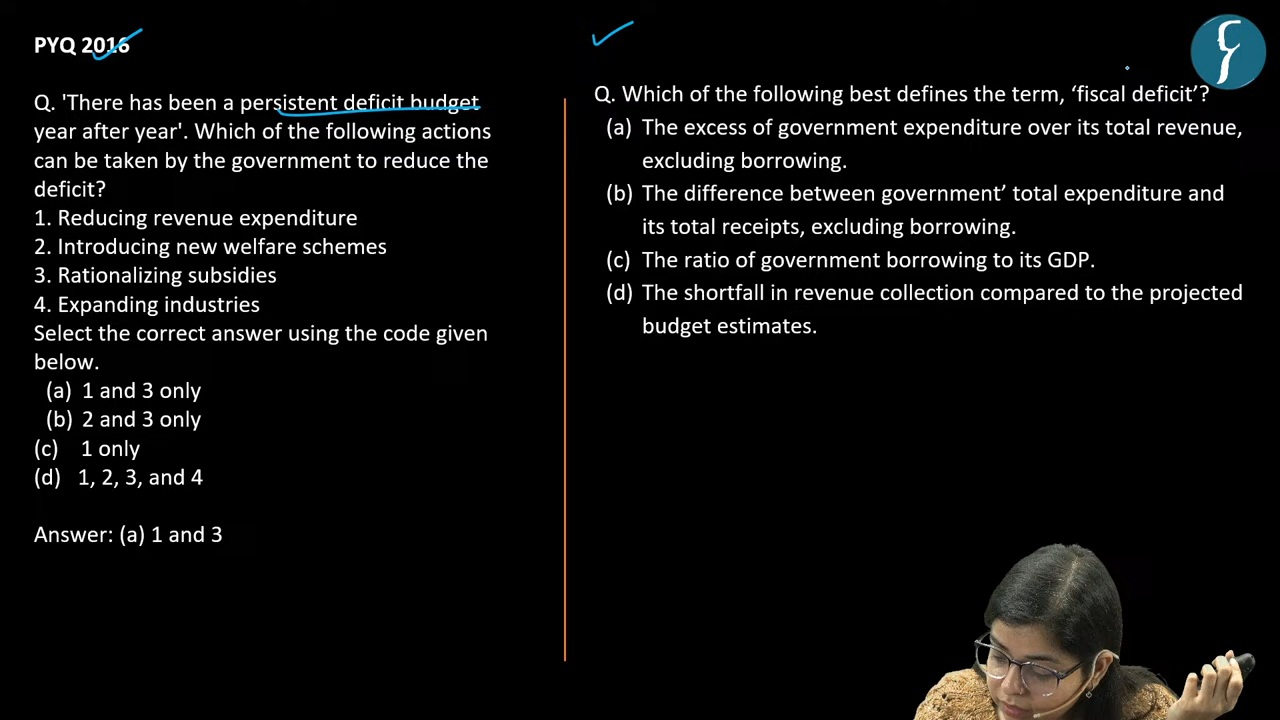 PYQ 2016
Q. 'There has been a persistent deficit budget
year after year'. Which of the following actions
can be taken by the government to reduce the
deficit?
1. Reducing revenue expenditure
2. Introducing new welfare schemes
3. Rationalizing subsidies
4. Expanding industries
Select the correct answer using the code given
below.
(a) 1 and 3 only
(b) 2 and 3 only
(c) 1 only
(d) 1, 2, 3, and 4
Answer: (a) 1 and 3
Q. Which of the following best defines the term, ‘fiscal deficit’?
(a) The excess of government expenditure over its total revenue,
excluding borrowing.
(b) The difference between government’ total expenditure and
its total receipts, excluding borrowing.
(c) The ratio of government borrowing to its GDP.
(d) The shortfall in revenue collection compared to the projected
budget estimates.